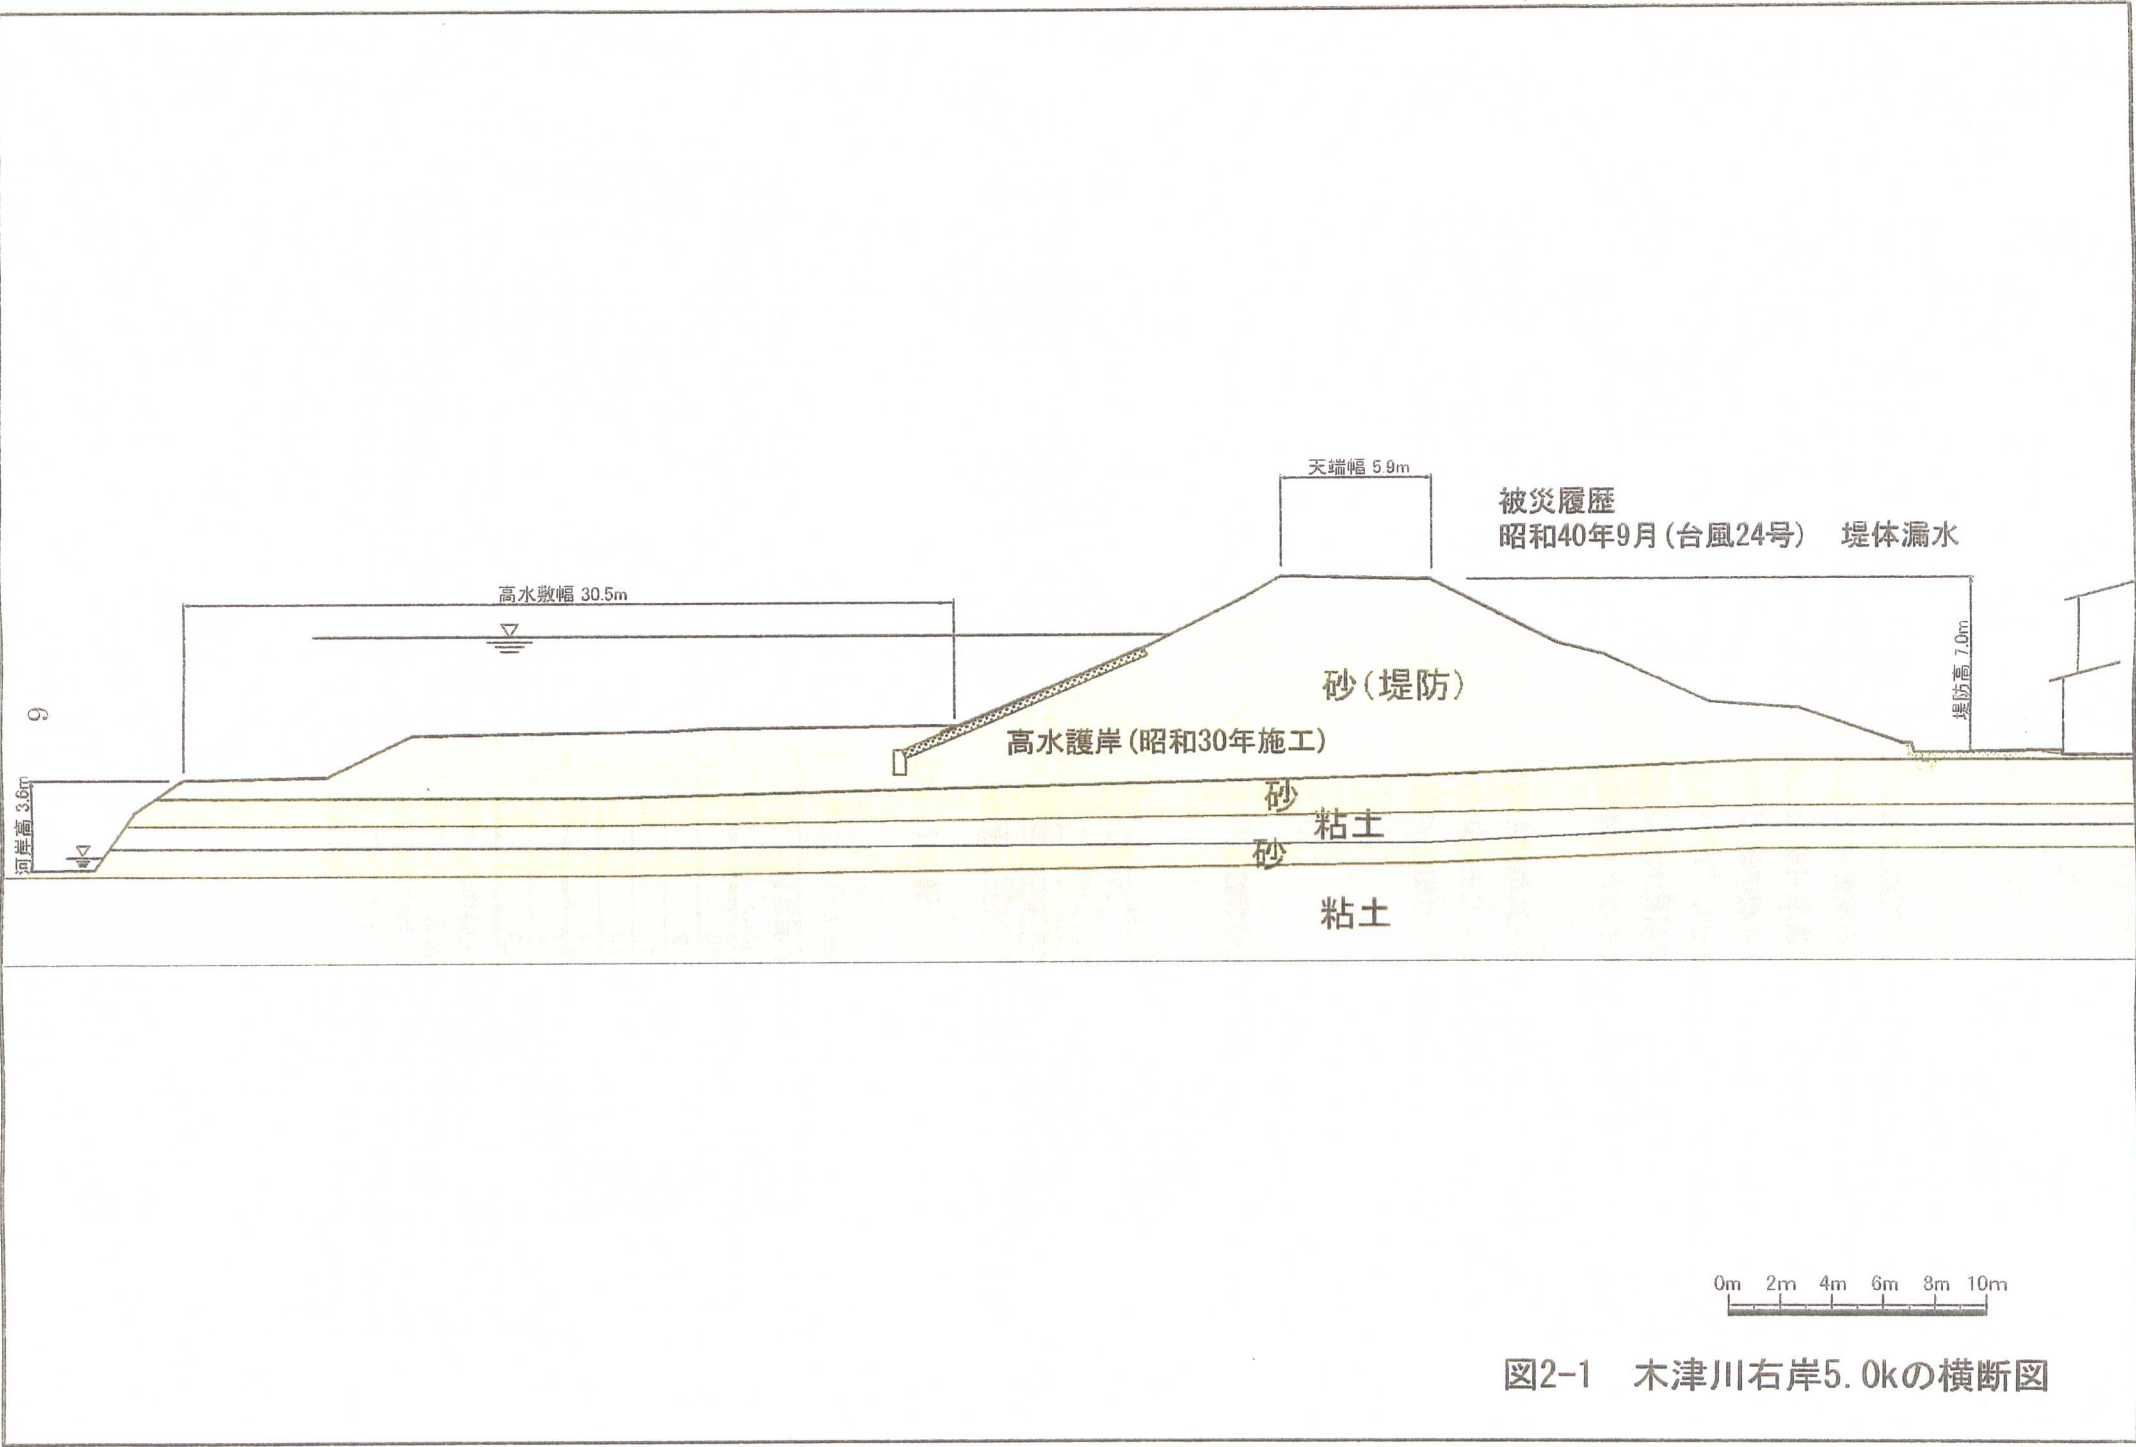 天端幅 5.9m
被災履歴
昭和40年9月(台風24号) 堤体漏水
高水敷幅 30.5m
堤防高 7.0m
砂(堤防)
高水護岸(昭和30年施工)
9
河岸高 3.6m
砂
粘土
砂
粘土
0m 2m 4m 6m 8m 10m
図2-1 木津川右岸5.0kの横断図